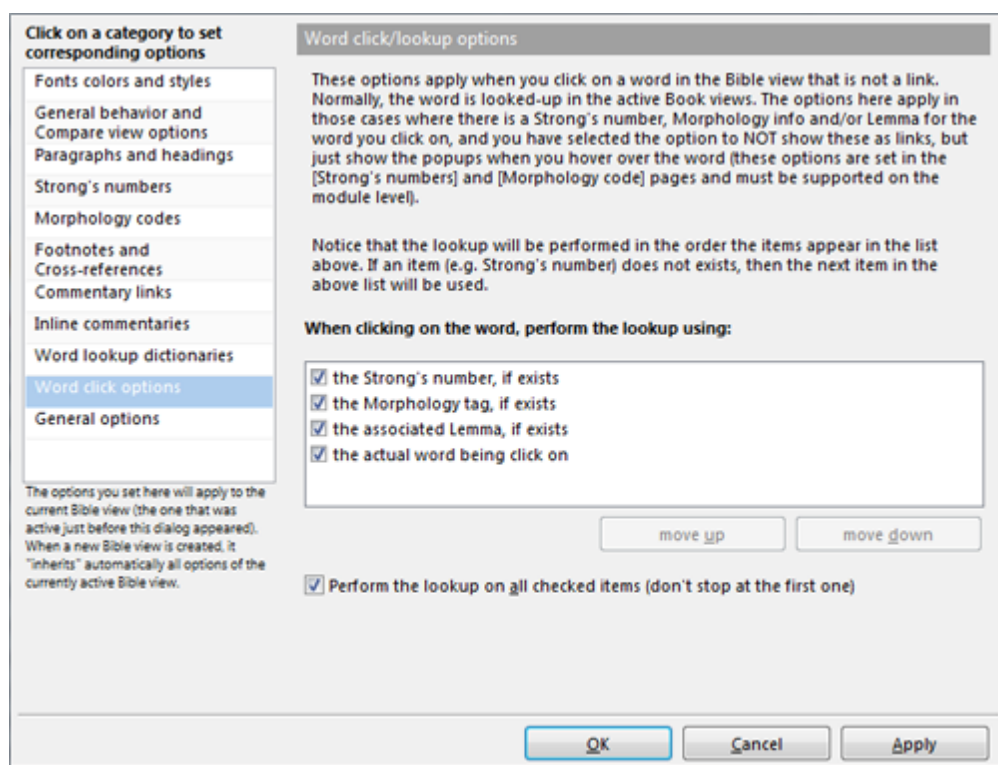 Click on a category to set
corresponding options
Fonts colors and styles
General behavior and
Compare view options
Paragraphs and headings
Strong's numbers
Morphology codes
Footnotes and
Cross-references
Commentary links
Inline commentaries
Word lookup dictionaries
Word click options
General options
The options you set here will apply to the
current Bible view (the one that was
active just before this dialog appeared).
When a new Bible view is created, it
"inherits" automatically all options of the
currently active Bible view.
Word click/lookup options
These options apply when you click on a word in the Bible view that is not a link.
Normally, the word is looked-up in the active Book views. The options here apply in
those cases where there is a Strong's number, Morphology info and/or Lemma for the
word you click on, and you have selected the option to NOT show these as links, but
just show the popups when you hover over the word (these options are set in the
[Strong's numbers] and [Morphology code] pages and must be supported on the
module level).
Notice that the lookup will be performed in the order the items appear in the list
above. If an item (e.g. Strong's number) does not exists, then the next item in the
above list will be used.
When clicking on the word, perform the lookup using:
the Strong's number, if exists
the Morphology tag, if exists
the associated Lemma, if exists
the actual word being click on
move up
move down
Perform the lookup on all checked items (don't stop at the first one)
OK
Cancel
Apply